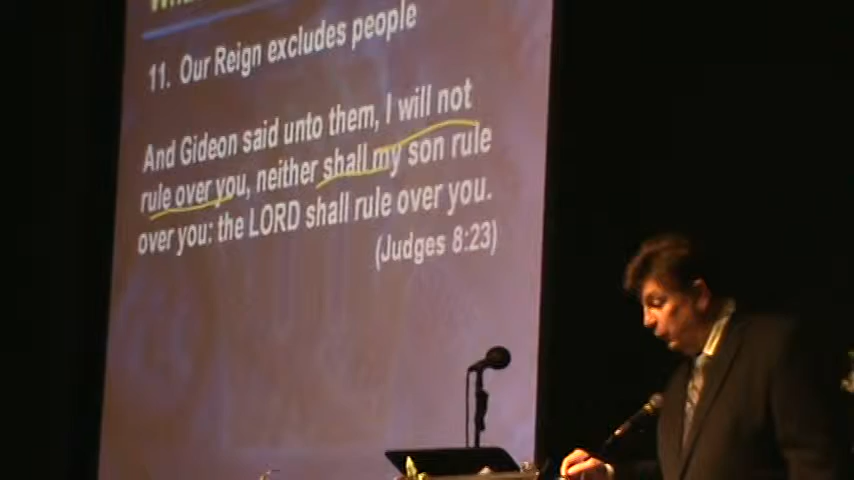 11. Our Reign excludes people
And Gideon said unto them, I will not
rule over you, neither shall my son rule
over you: the LORD shall rule over you.
(Judges 8:23)